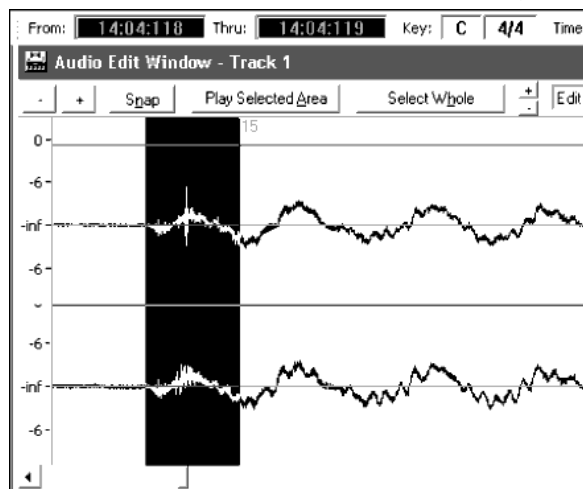 From: 14:04:118 Thru: 14:04:119 Key: C 4/4 Time
Audio Edit Window - Track 1
- + Snap Play Selected Area Select Whole + - Edit
15
0
-6
-inf
-6
-6
-inf
-6